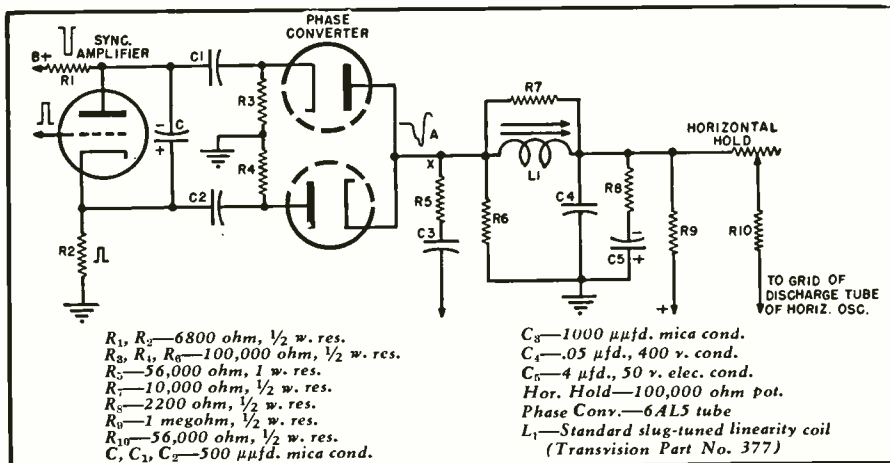 PHASE
CONVERTER
SYNC.
AMPLIFIER
B+
R1
C1
R3
R4
C
-
+
C2
R2
A
X
R5
C3
R6
R7
L1
C4
R8
C5
-
+
R9
+
HORIZONTAL
HOLD
R10
TO GRID OF
DISCHARGE TUBE
OF HORIZ. OSC.
R₁, R₂—6800 ohm, ½ w. res.
R₃, R₄, R₆—100,000 ohm, ½ w. res.
R₅—56,000 ohm, 1 w. res.
R₇—10,000 ohm, ½ w. res.
R₈—2200 ohm, ½ w. res.
R₉—1 megohm, ½ w. res.
R₁₀—56,000 ohm, ½ w. res.
C, C₁, C₂—500 μμfd. mica cond.
C₃—1000 μμfd. mica cond.
C₄—.05 μfd., 400 v. cond.
C₅—4 μfd., 50 v. elec. cond.
Hor. Hold—100,000 ohm pot.
Phase Conv.—6AL5 tube
L₁—Standard slug-tuned linearity coil
(Transvision Part No. 377)